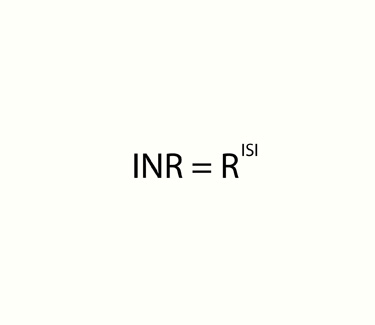 INR = R^ISI